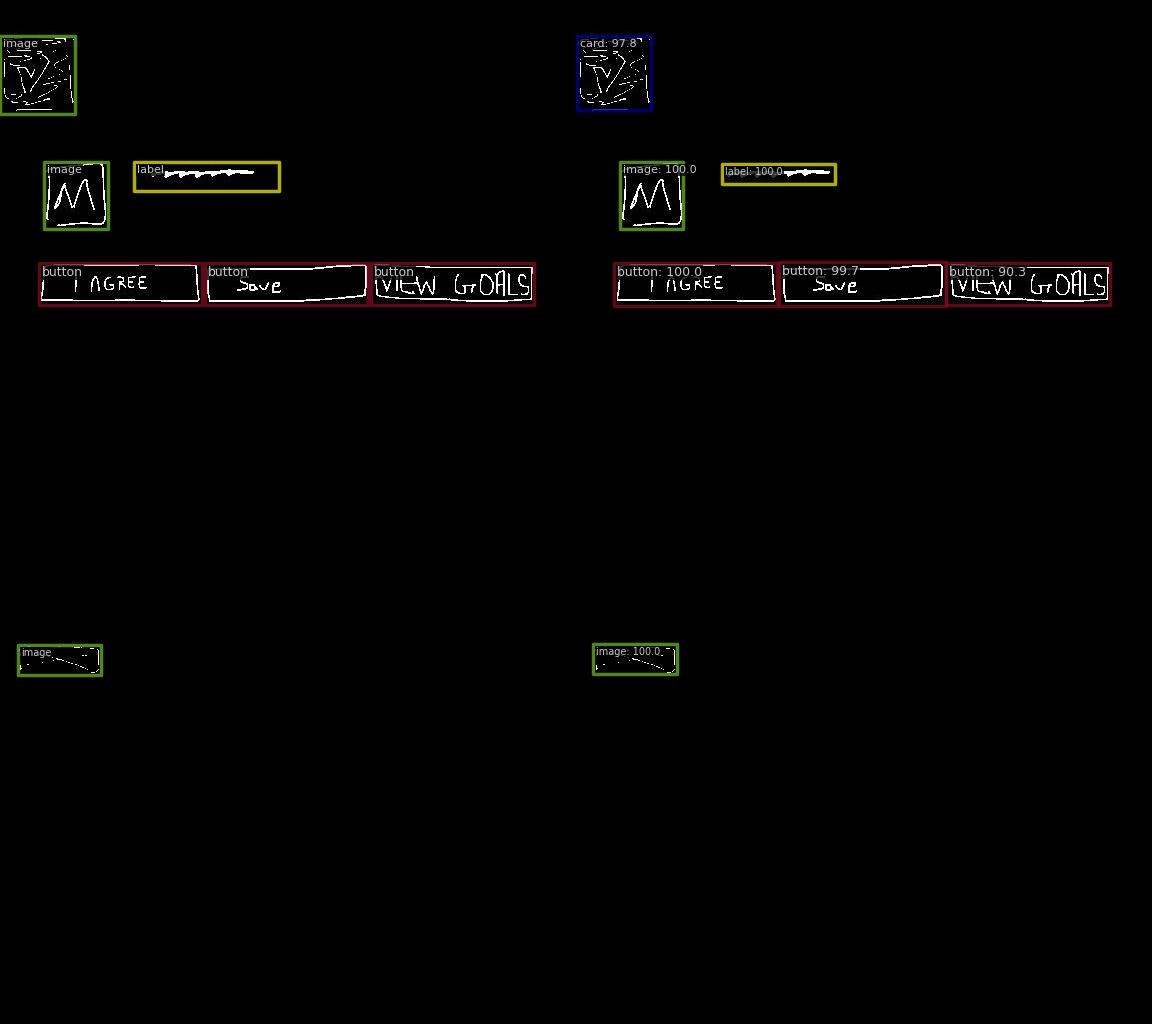 image card: 97.8
image label image: 100.0 label: 100.0
M M
button button button button: 100.0 button: 99.7 button: 90.3
I AGREE Save VIEW GOALS I AGREE Save VIEW GOALS
image image: 100.0